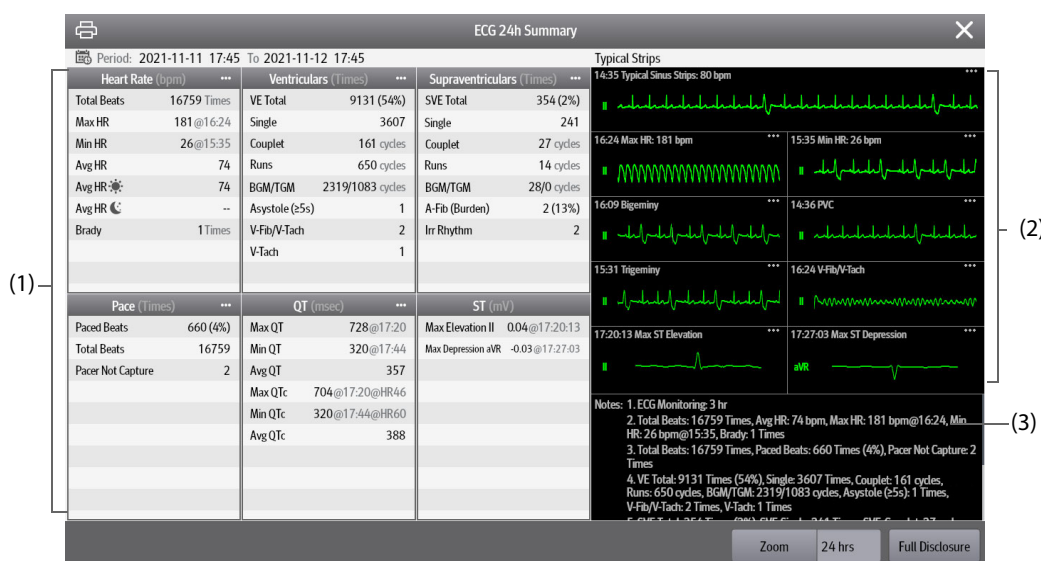 ECG 24h Summary
Period: 2021-11-11 17:45 To 2021-11-12 17:45
Typical Strips
Heart Rate (bpm) •••
Total Beats 16759 Times
Max HR 181@16:24
Min HR 26@15:35
Avg HR 74
Avg HR 74
Avg HR --
Brady 1 Times
Ventriculars (Times) •••
VE Total 9131 (54%)
Single 3607
Couplet 161 cycles
Runs 650 cycles
BGM/TGM 2319/1083 cycles
Asystole (≥5s) 1
V-Fib/V-Tach 2
V-Tach 1
Supraventriculars (Times) •••
SVE Total 354 (2%)
Single 241
Couplet 27 cycles
Runs 14 cycles
BGM/TGM 28/0 cycles
A-Fib (Burden) 2 (13%)
Irr Rhythm 2
(1)
Pace (Times) •••
Paced Beats 660 (4%)
Total Beats 16759
Pacer Not Capture 2
QT (msec) •••
Max QT 728@17:20
Min QT 320@17:44
Avg QT 357
Max QTc 704@17:20@HR46
Min QTc 320@17:44@HR60
Avg QTc 388
ST (mV)
Max Elevation II 0.04@17:20:13
Max Depression aVR -0.03@17:27:03
14:35 Typical Sinus Strips: 80 bpm •••
II
16:24 Max HR: 181 bpm •••
II
15:35 Min HR: 26 bpm •••
II
16:09 Bigeminy •••
II
14:36 PVC •••
II
15:31 Trigeminy •••
II
16:24 V-Fib/V-Tach •••
II
17:20:13 Max ST Elevation •••
II
17:27:03 Max ST Depression •••
aVR
(2)
Notes: 1. ECG Monitoring: 3 hr
2. Total Beats: 16759 Times, Avg HR: 74 bpm, Max HR: 181 bpm@16:24, Min
HR: 26 bpm@15:35, Brady: 1 Times
3. Total Beats: 16759 Times, Paced Beats: 660 Times (4%), Pacer Not Capture: 2
Times
4. VE Total: 9131 Times (54%), Single: 3607 Times, Couplet: 161 cycles,
Runs: 650 cycles, BGM/TGM: 2319/1083 cycles, Asystole (≥5s): 1 Times,
V-Fib/V-Tach: 2 Times, V-Tach: 1 Times
(3)
Zoom 24 hrs Full Disclosure